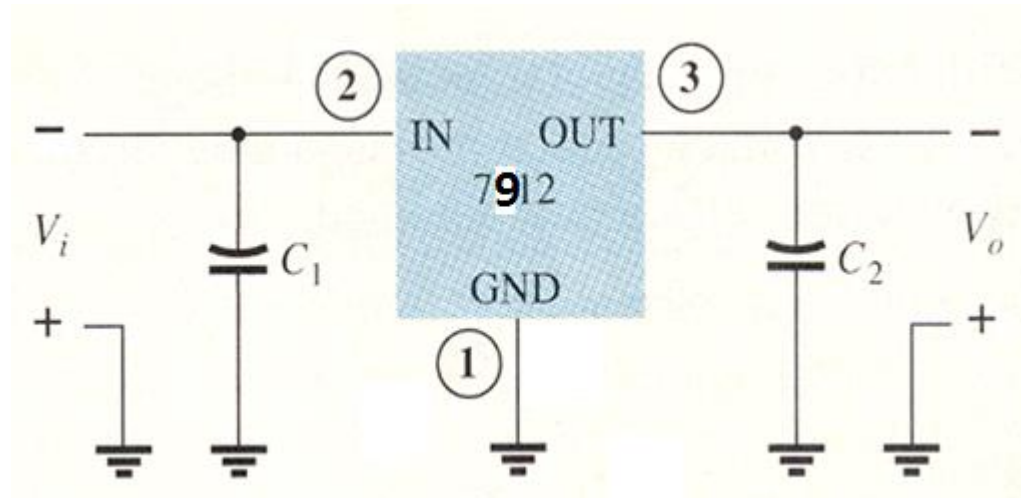 2 3
− IN OUT −
7912
Vi C1 C2 Vo
GND
+ +
1